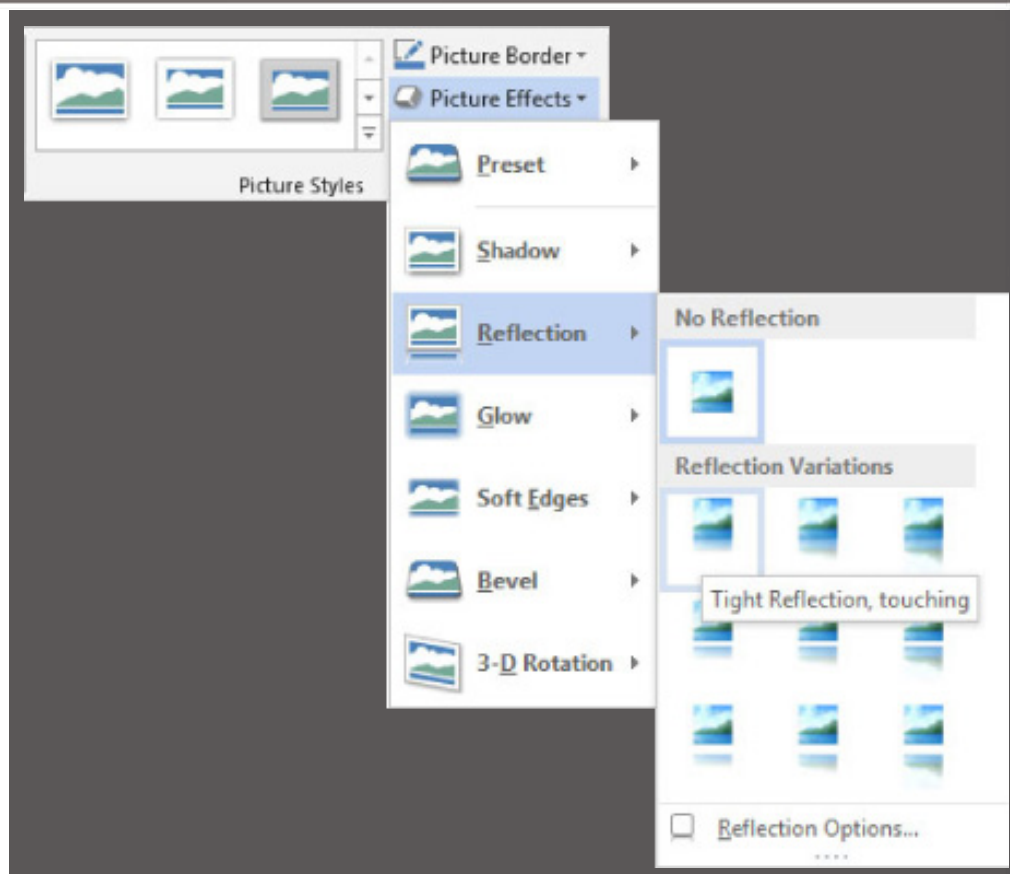 Picture Border
Picture Effects
Picture Styles
Preset
Shadow
Reflection
Glow
Soft Edges
Bevel
3-D Rotation
No Reflection
Reflection Variations
Tight Reflection, touching
Reflection Options...